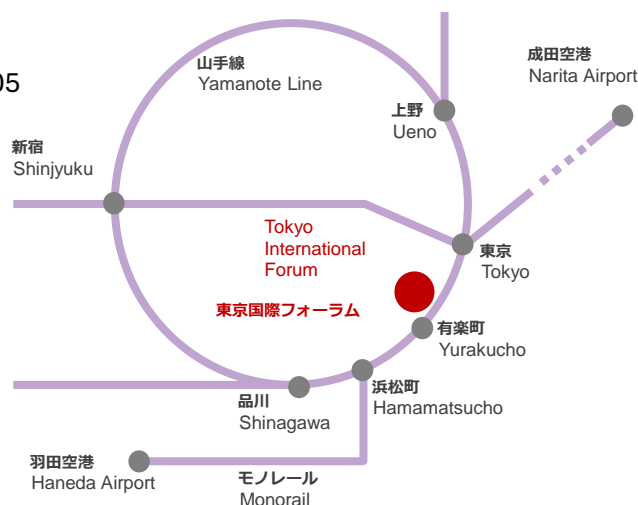 05
山手線
Yamanote Line
成田空港
Narita Airport
上野
Ueno
新宿
Shinjyuku
Tokyo
International
Forum
東京国際フォーラム
東京
Tokyo
有楽町
Yurakucho
浜松町
Hamamatsucho
品川
Shinagawa
羽田空港
Haneda Airport
モノレール
Monorail